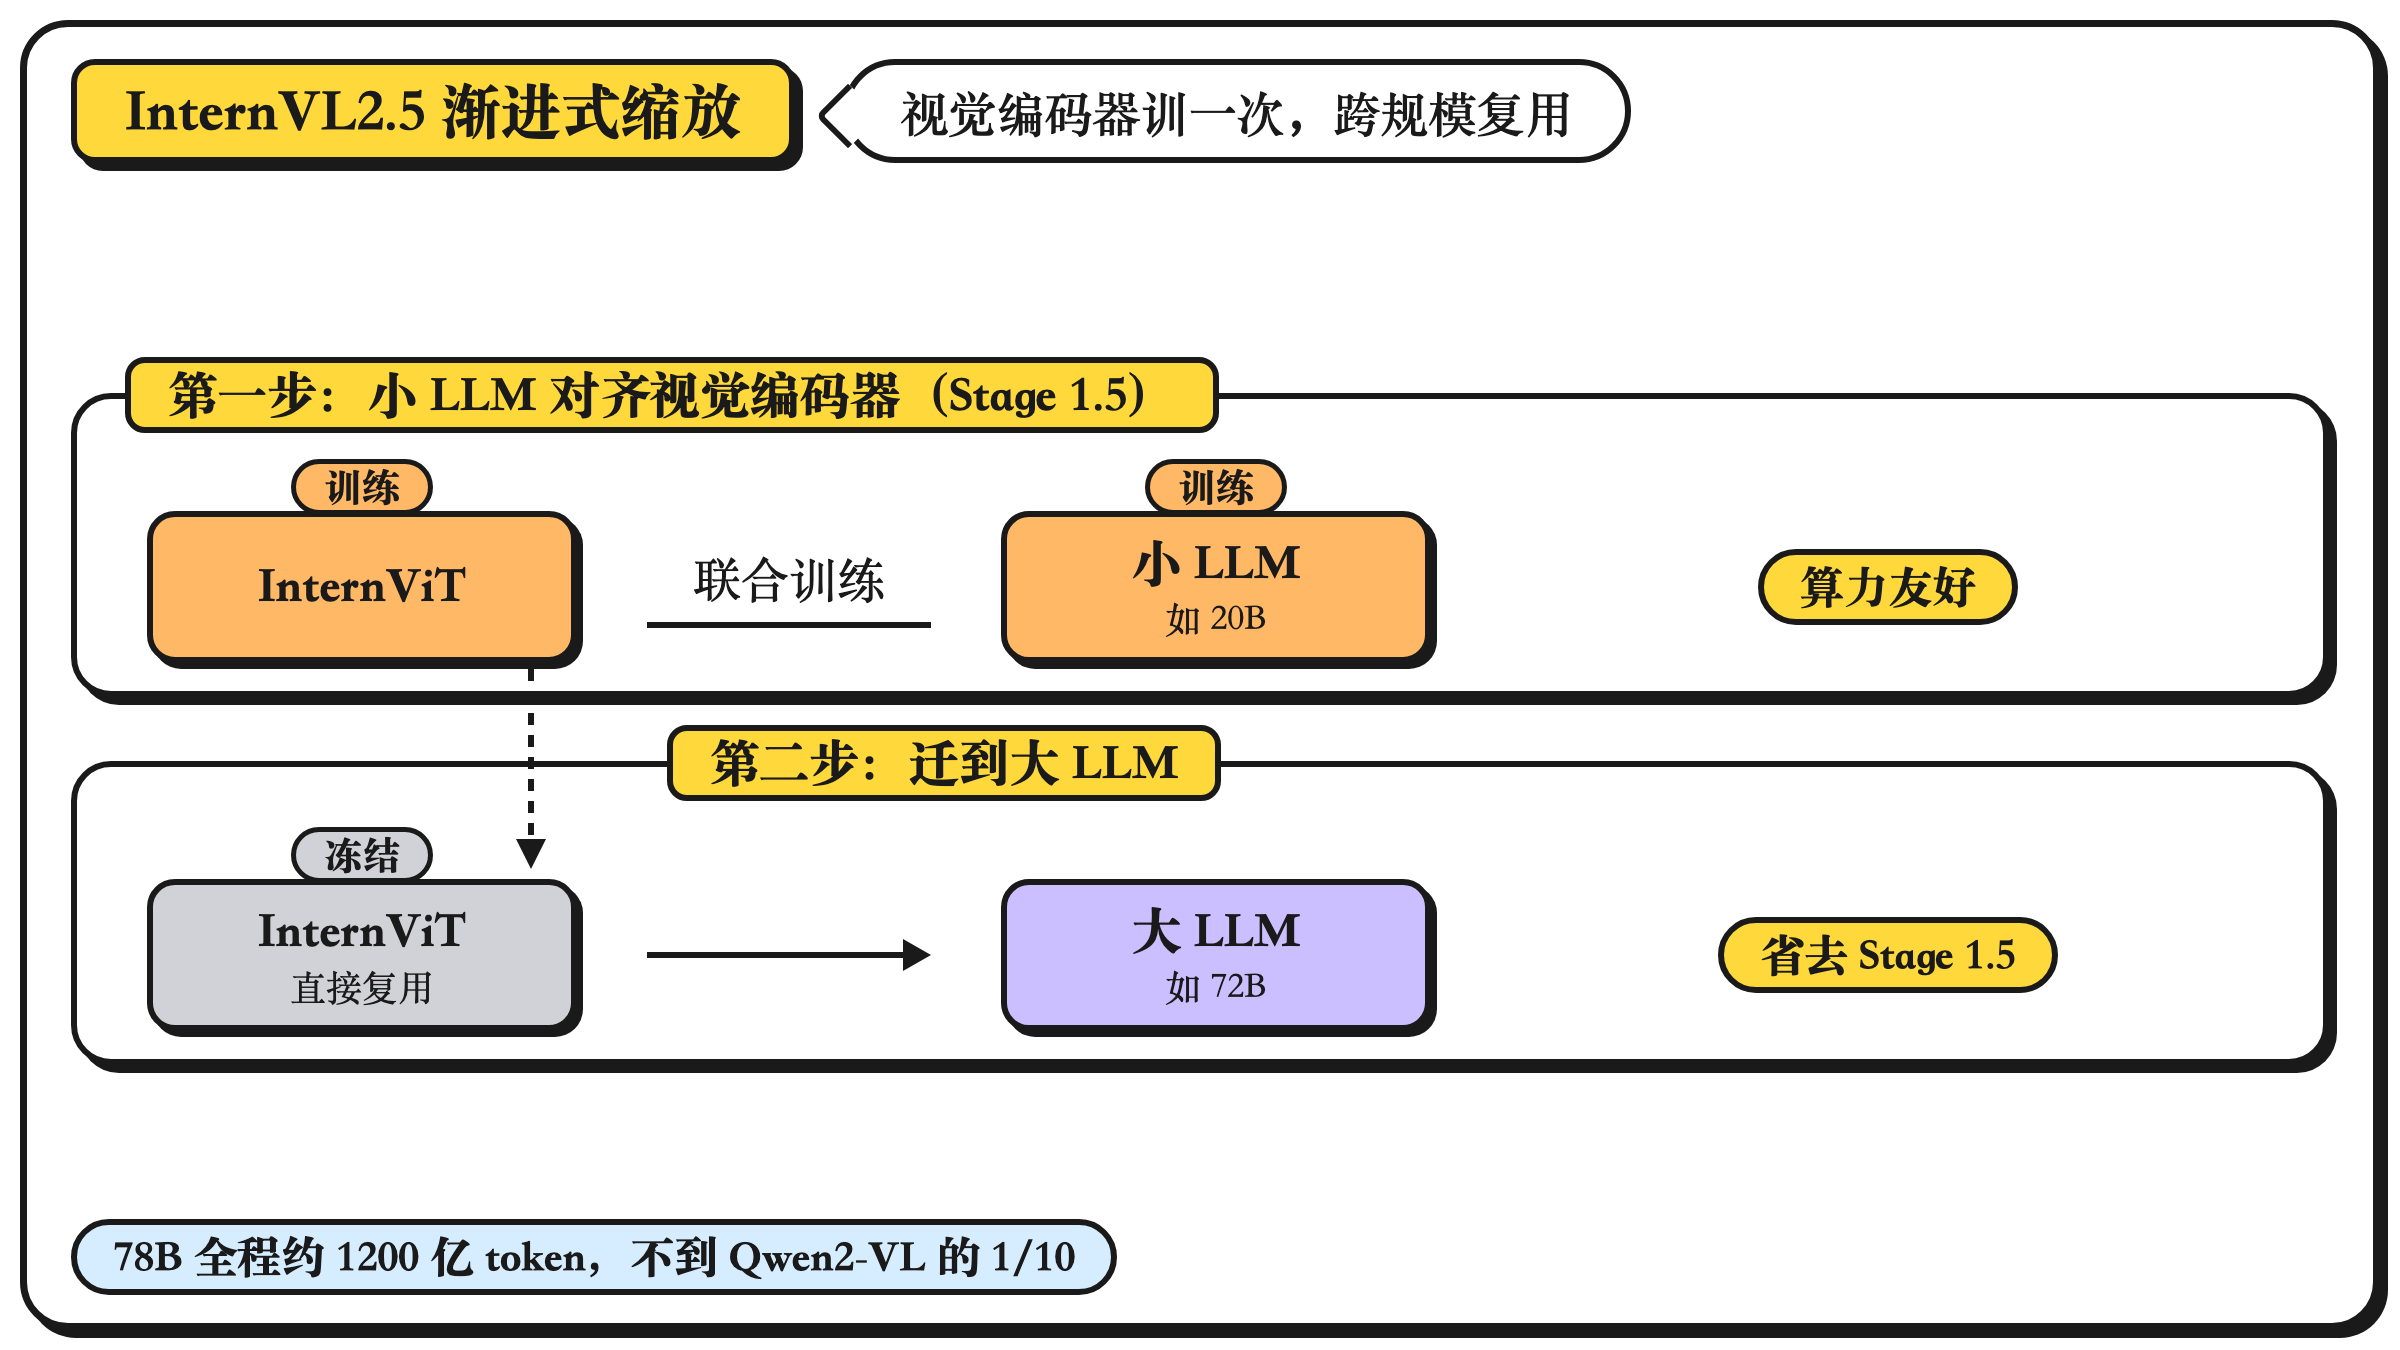 InternVL2.5 渐进式缩放
视觉编码器训一次，跨规模复用
第一步：小 LLM 对齐视觉编码器（Stage 1.5）
训练
训练
InternViT
联合训练
小 LLM
如 20B
算力友好
第二步：迁到大 LLM
冻结
InternViT
直接复用
大 LLM
如 72B
省去 Stage 1.5
78B 全程约 1200 亿 token，不到 Qwen2-VL 的 1/10